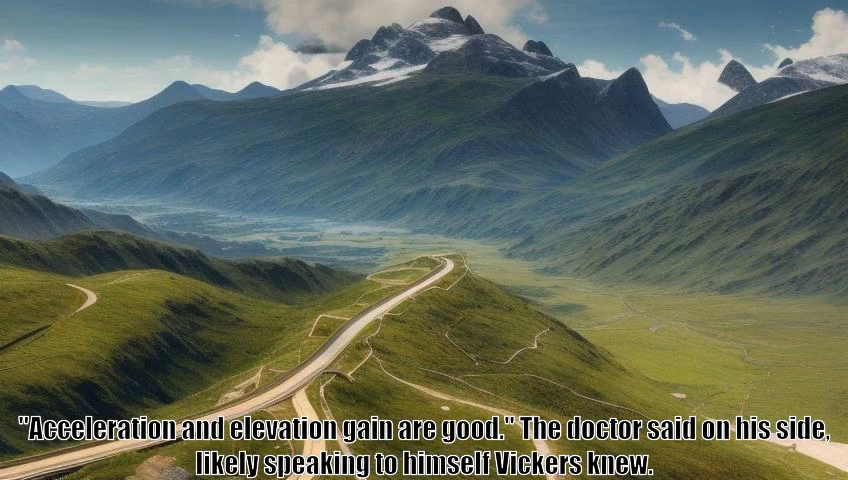 "Acceleration and elevation gain are good." The doctor said on his side,
likely speaking to himself Vickers knew.